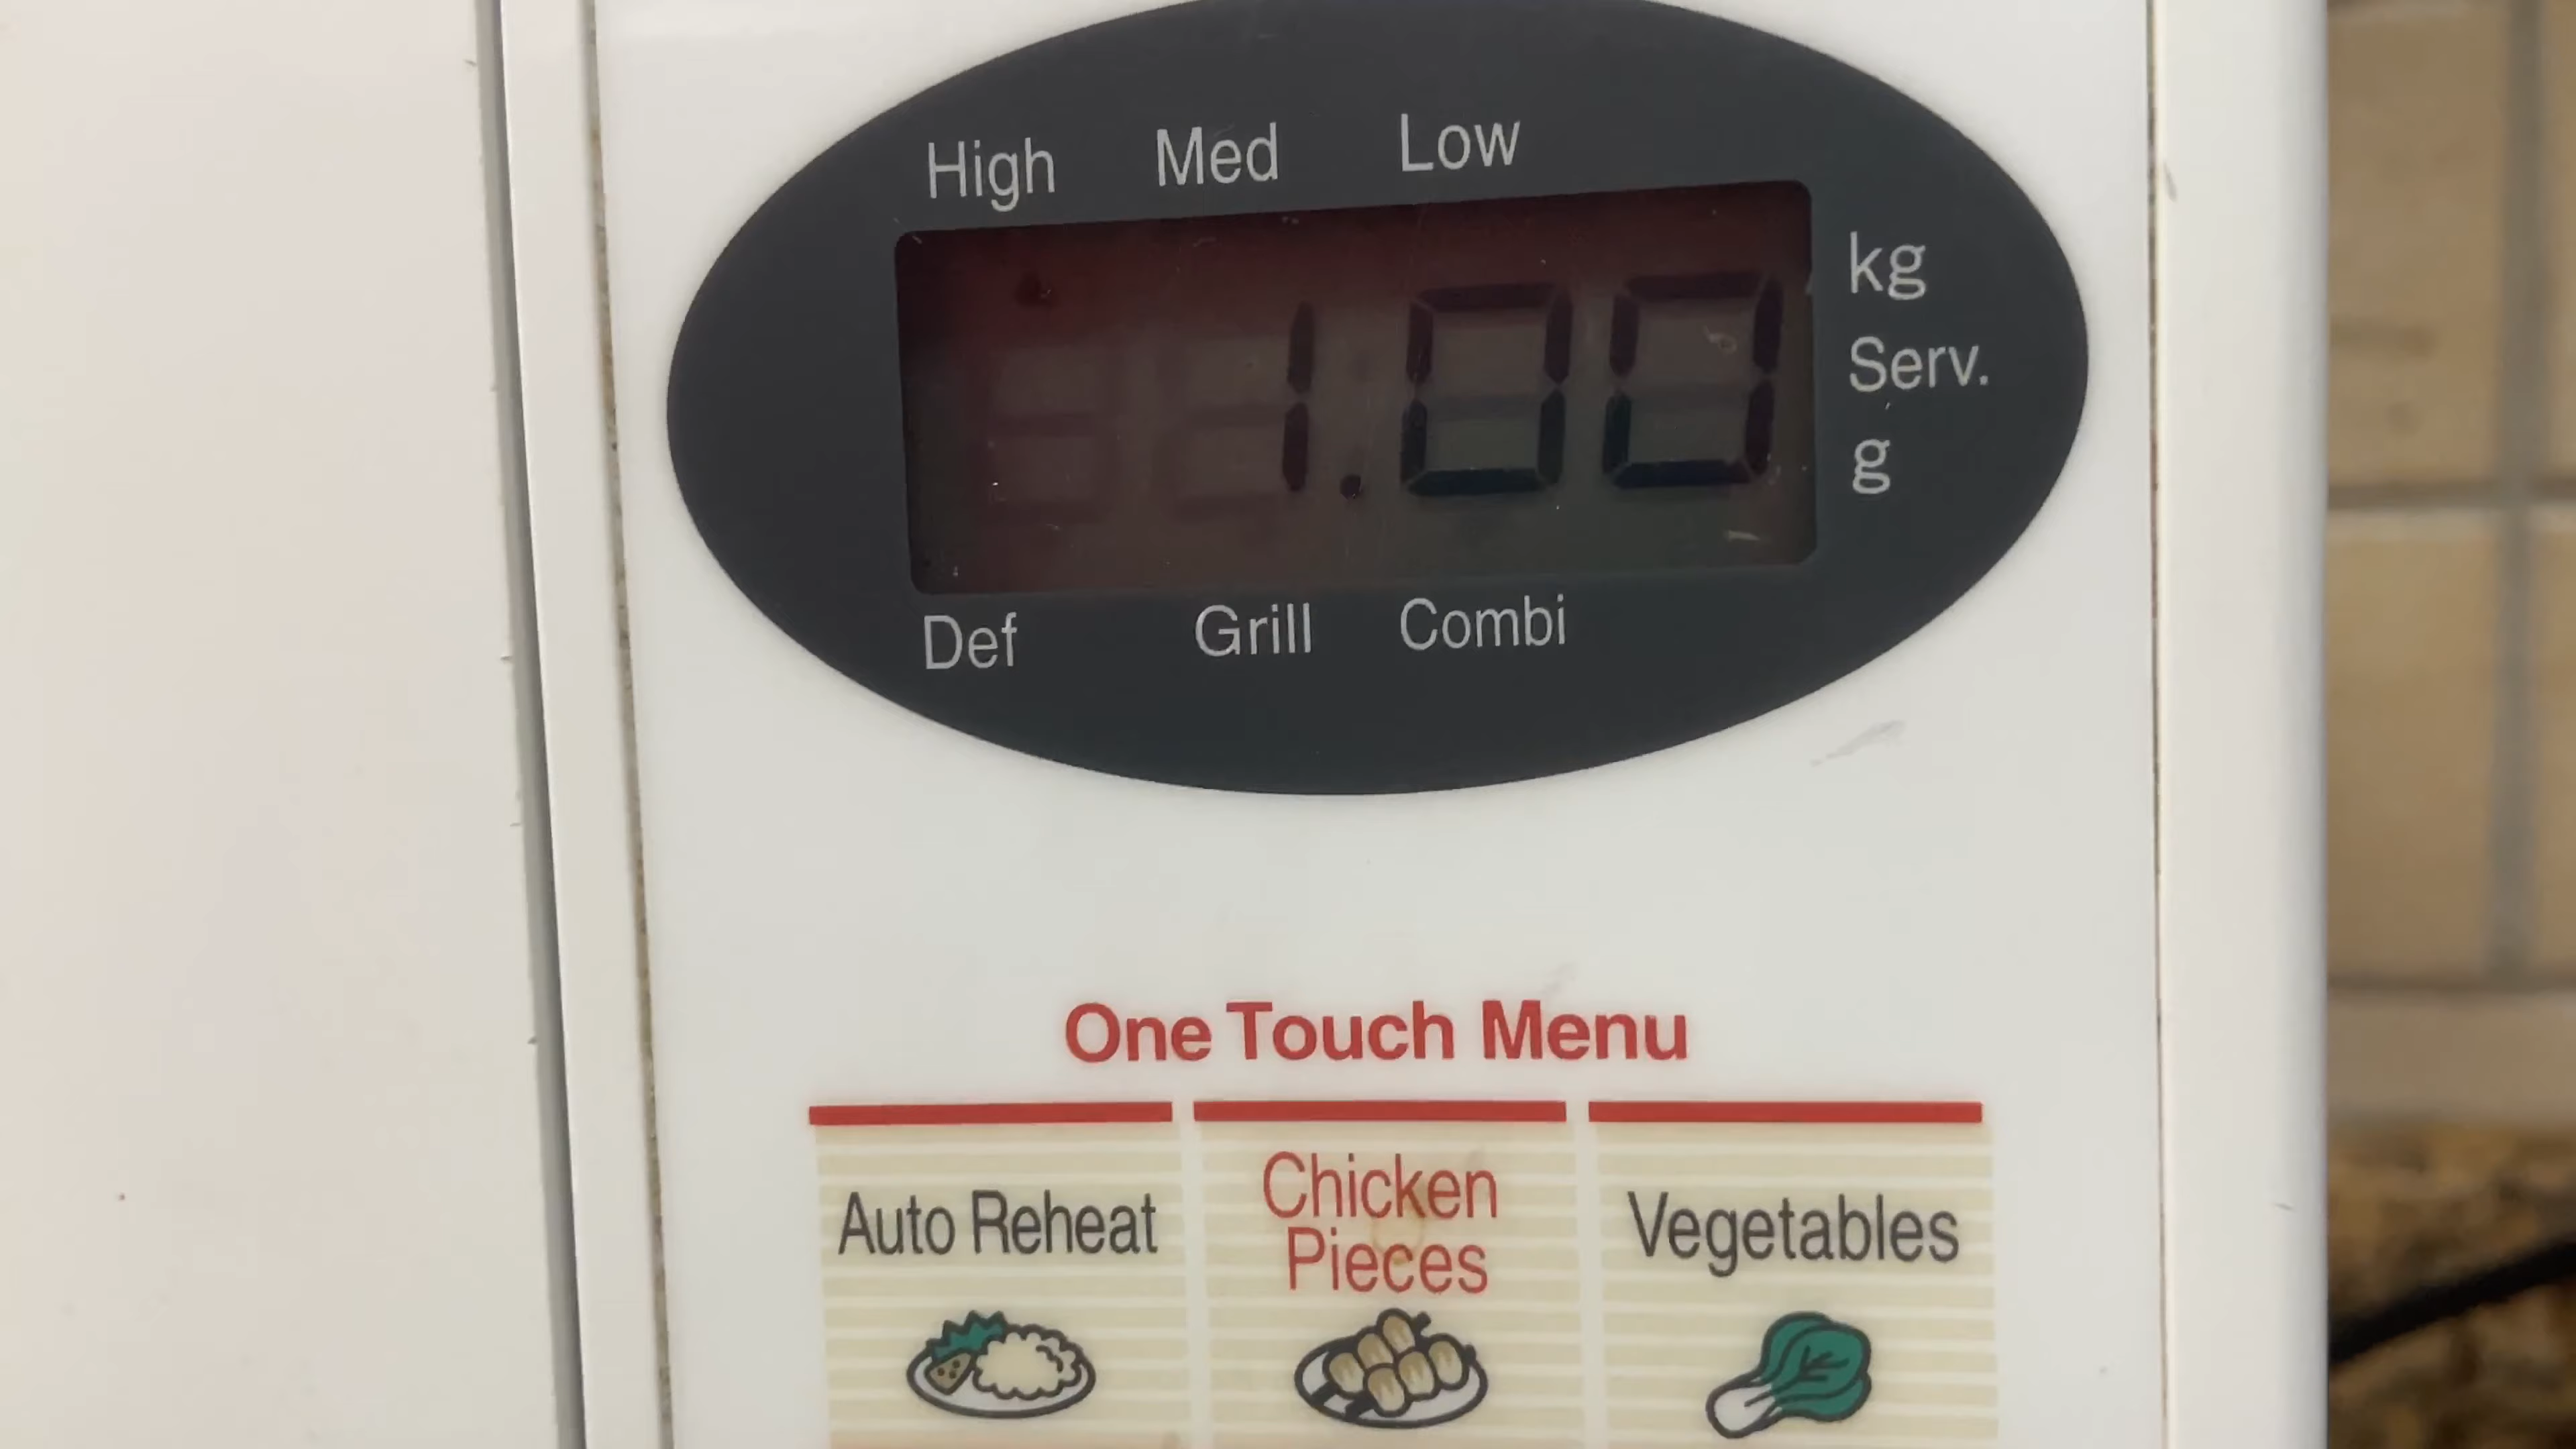 High Med Low
1.00
kg
Serv.
g
Def Grill Combi
One Touch Menu
Auto Reheat
Chicken
Pieces
Vegetables